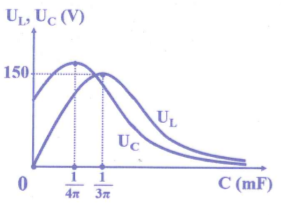 U_L, U_C (V)
150
U_L
U_C
0
1/4π
1/3π
C (mF)